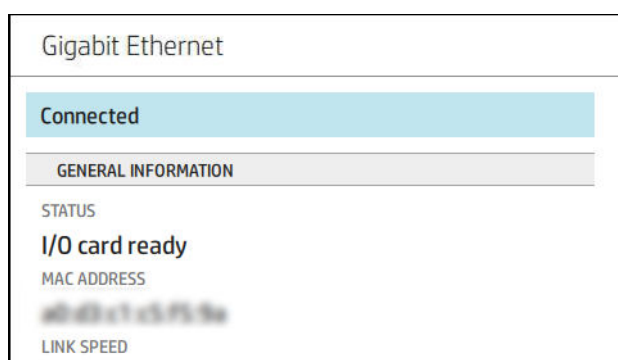 Gigabit Ethernet
Connected
GENERAL INFORMATION
STATUS
I/O card ready
MAC ADDRESS
LINK SPEED